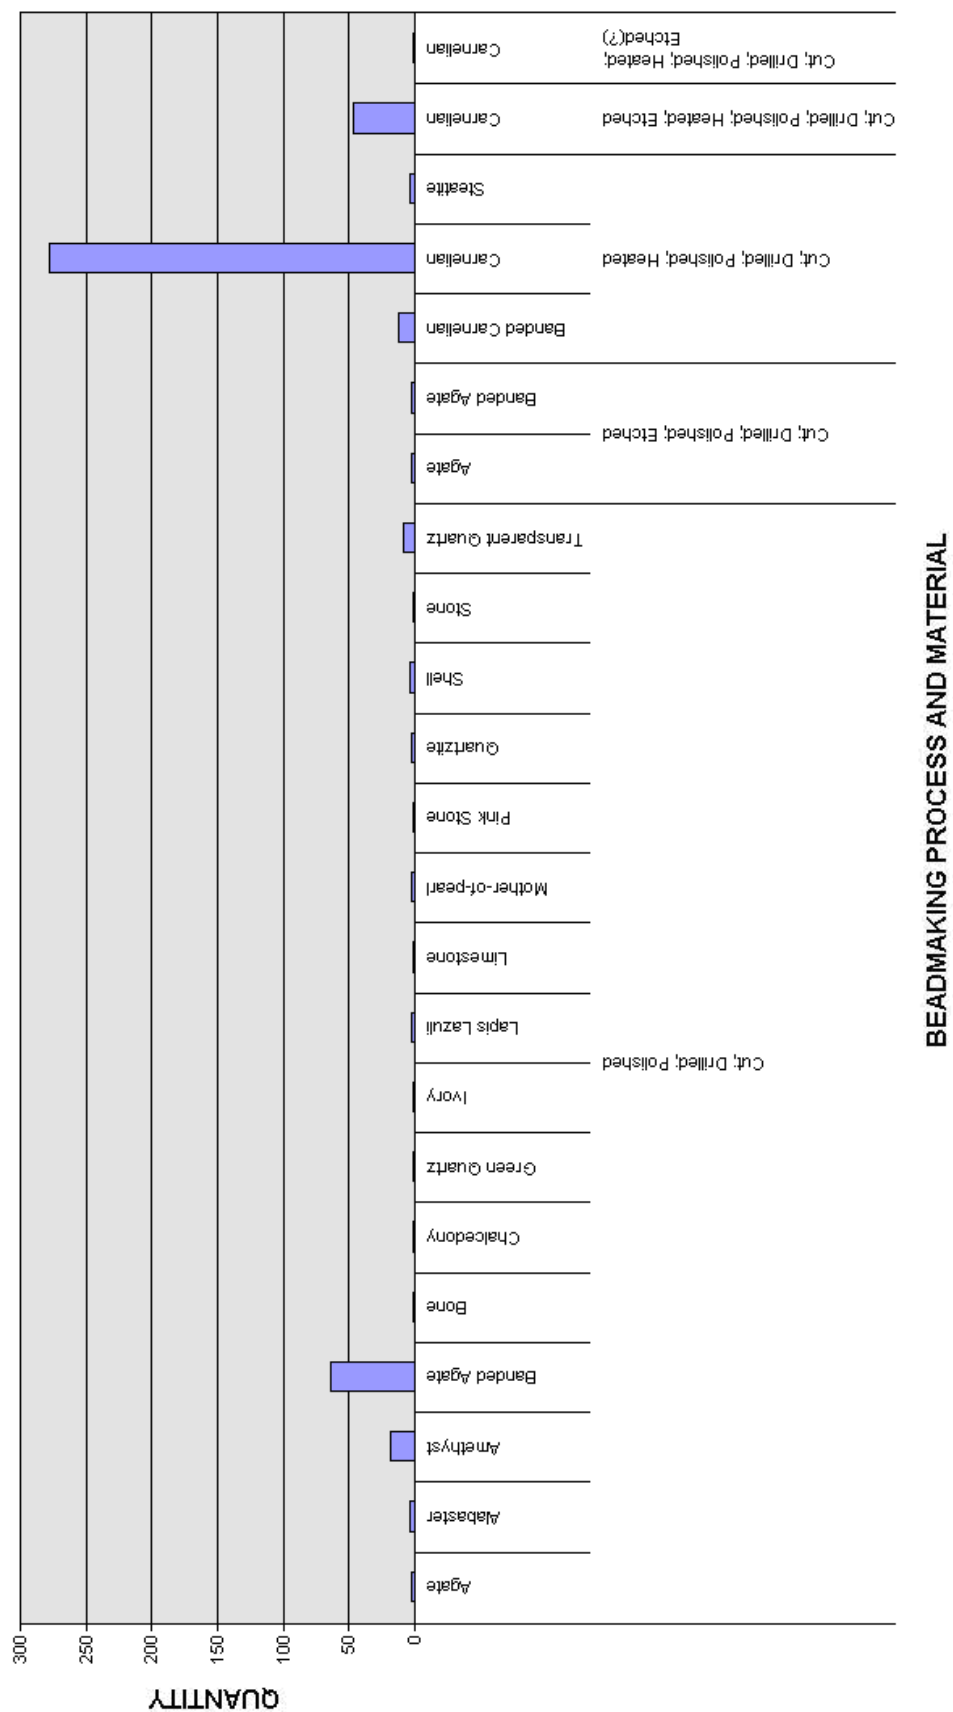 QUANTITY
300
250
200
150
100
50
0
Agate
Alabaster
Amethyst
Banded Agate
Bone
Chalcedony
Green Quartz
Ivory
Lapis Lazuli
Limestone
Mother-of-pearl
Pink Stone
Quartzite
Shell
Stone
Transparent Quartz
Cut; Drilled; Polished
Agate
Banded Agate
Cut; Drilled; Polished; Etched
Banded Carnelian
Carnelian
Steatite
Cut; Drilled; Polished; Heated
Carnelian
Cut; Drilled; Polished; Heated; Etched
Carnelian
Cut; Drilled; Polished; Heated;
Etched(?)
BEADMAKING PROCESS AND MATERIAL